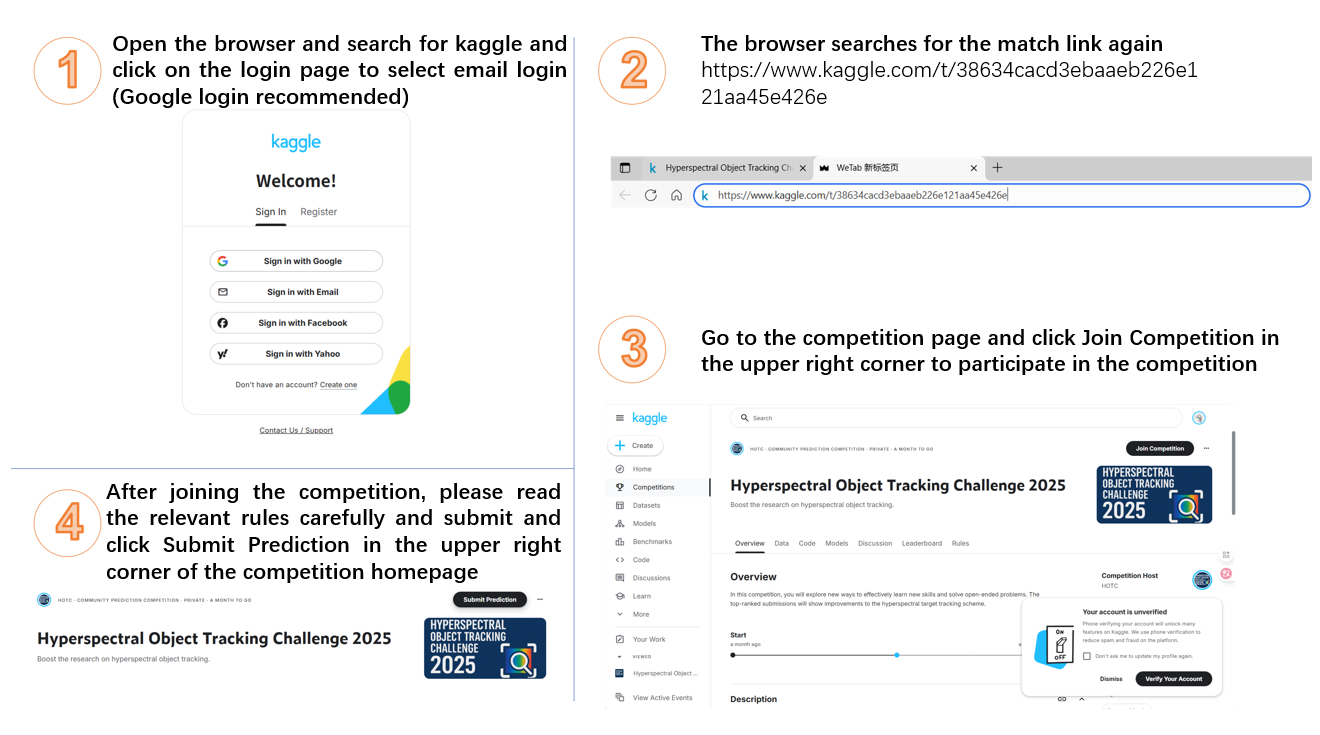 1
Open the browser and search for kaggle and
click on the login page to select email login
(Google login recommended)
kaggle
Welcome!
Sign In Register
Sign in with Google
Sign in with Email
Sign in with Facebook
Sign in with Yahoo
Don't have an account? Create one
Contact Us / Support
2
The browser searches for the match link again
https://www.kaggle.com/t/38634cacd3ebaaeb226e1
21aa45e426e
Hyperspectral Object Tracking Ch
WeTab 新标签页
https://www.kaggle.com/t/38634cacd3ebaaeb226e121aa45e426e
3
Go to the competition page and click Join Competition in
the upper right corner to participate in the competition
kaggle
Search
Create
Home
Competitions
Datasets
Models
Benchmarks
Code
Discussions
Learn
More
Your Work
VIEWED
Hyperspectral Object ...
View Active Events
HOTC · COMMUNITY PREDICTION COMPETITION · PRIVATE · A MONTH TO GO
Join Competition
...
Hyperspectral Object Tracking Challenge 2025
Boost the research on hyperspectral object tracking.
HYPERSPECTRAL
OBJECT TRACKING
CHALLENGE
2025
Overview Data Code Models Discussion Leaderboard Rules
Overview
In this competition, you will explore new ways to effectively learn new skills and solve open-ended problems. The
top-ranked submissions will show improvements to the hyperspectral target tracking scheme.
Competition Host
HOTC
Start
a month ago
Description
Your account is unverified
Phone verifying your account will unlock many
features on Kaggle. We use phone verification to
reduce spam and fraud on the platform.
Don't ask me to update my profile again.
Dismiss
Verify Your Account
ON
OFF
4
After joining the competition, please read
the relevant rules carefully and submit and
click Submit Prediction in the upper right
corner of the competition homepage
HOTC · COMMUNITY PREDICTION COMPETITION · PRIVATE · A MONTH TO GO
Submit Prediction
...
Hyperspectral Object Tracking Challenge 2025
Boost the research on hyperspectral object tracking.
HYPERSPECTRAL
OBJECT TRACKING
CHALLENGE
2025